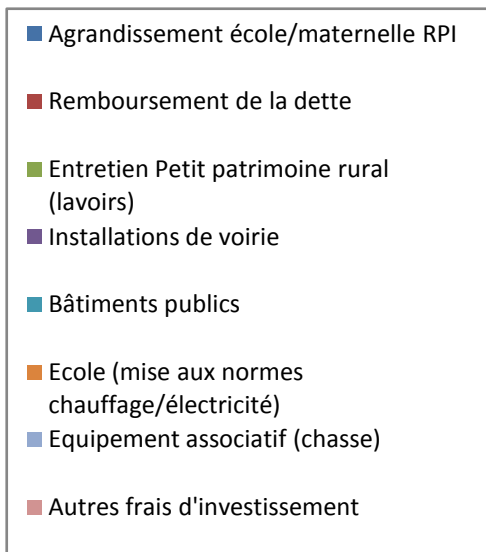 Agrandissement école/maternelle RPI
Remboursement de la dette
Entretien Petit patrimoine rural
(lavoirs)
Installations de voirie
Bâtiments publics
Ecole (mise aux normes
chauffage/électricité)
Equipement associatif (chasse)
Autres frais d'investissement